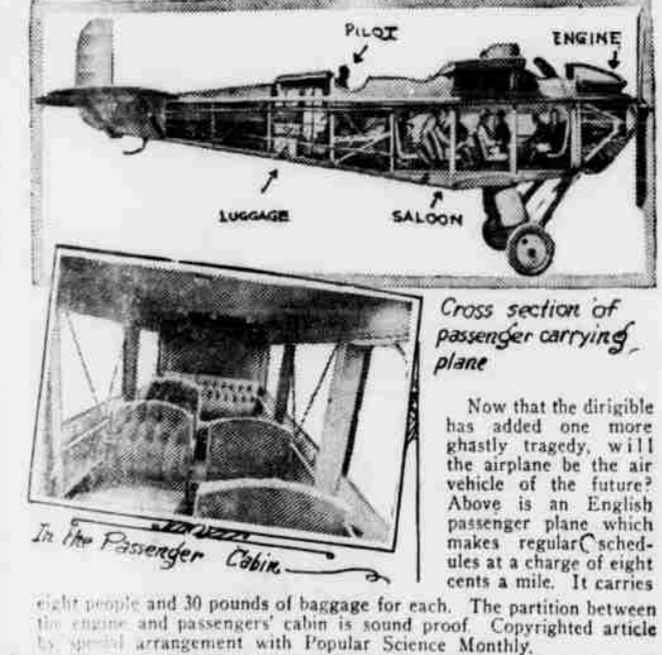 PILOT
ENGINE
LUGGAGE
SALOON
Cross section of
passenger carrying
plane
In the Passenger Cabin
Now that the dirigible
has added one more
ghastly tragedy, will
the airplane be the air
vehicle of the future?
Above is an English
passenger plane which
makes regular sched-
ules at a charge of eight
cents a mile. It carries
eight people and 30 pounds of baggage for each. The partition between
the engine and passengers' cabin is sound proof. Copyrighted article
by special arrangement with Popular Science Monthly.